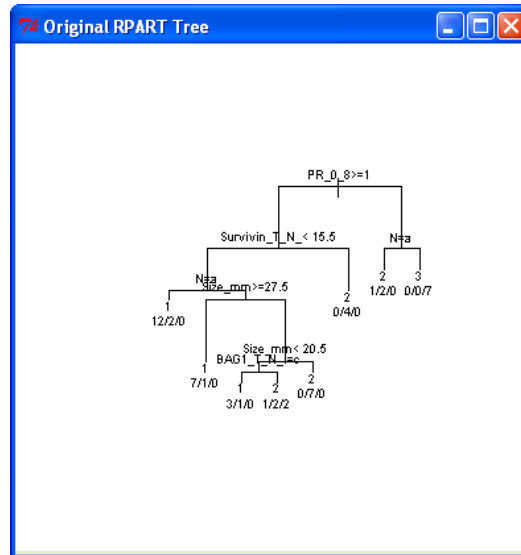 Original RPART Tree
PR_0_8>=1
Survivin_T_N_< 15.5
N=a
N=a
Size_mm>=27.5
2
3
1/2/0
0/0/7
2
0/4/0
1
12/2/0
Size_mm< 20.5
BAG1_T_N_=c
1
7/1/0
2
0/7/0
1
2
3/1/0
1/2/2